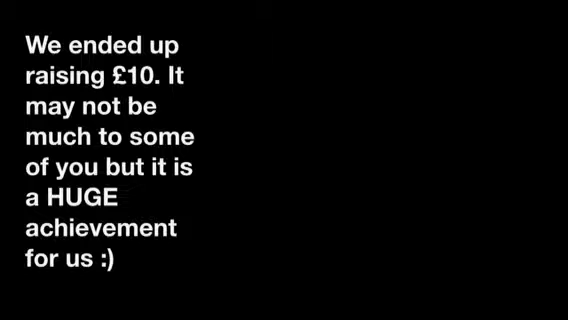 We ended up
raising £10. It
may not be
much to some
of you but it is
a HUGE
achievement
for us :)